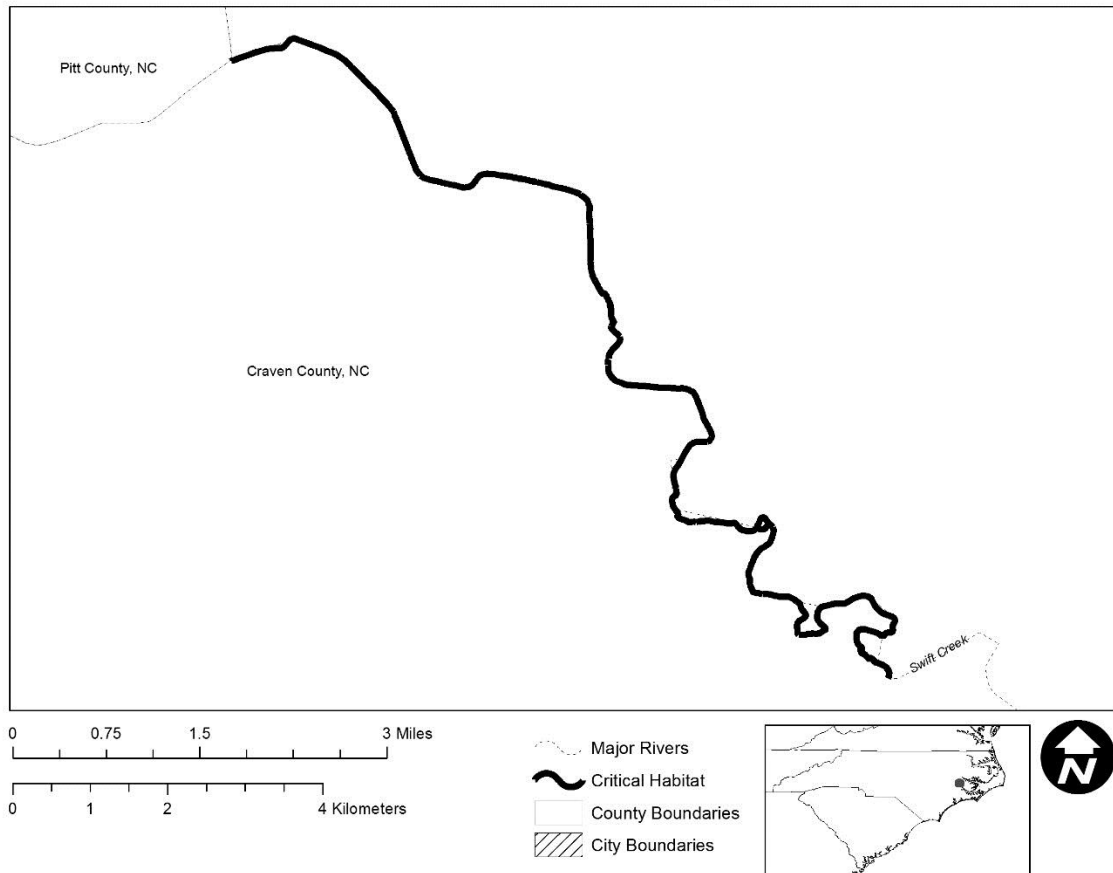 Pitt County, NC
Craven County, NC
Swift Creek
0 0.75 1.5 3 Miles
0 1 2 4 Kilometers
Major Rivers
Critical Habitat
County Boundaries
City Boundaries
N